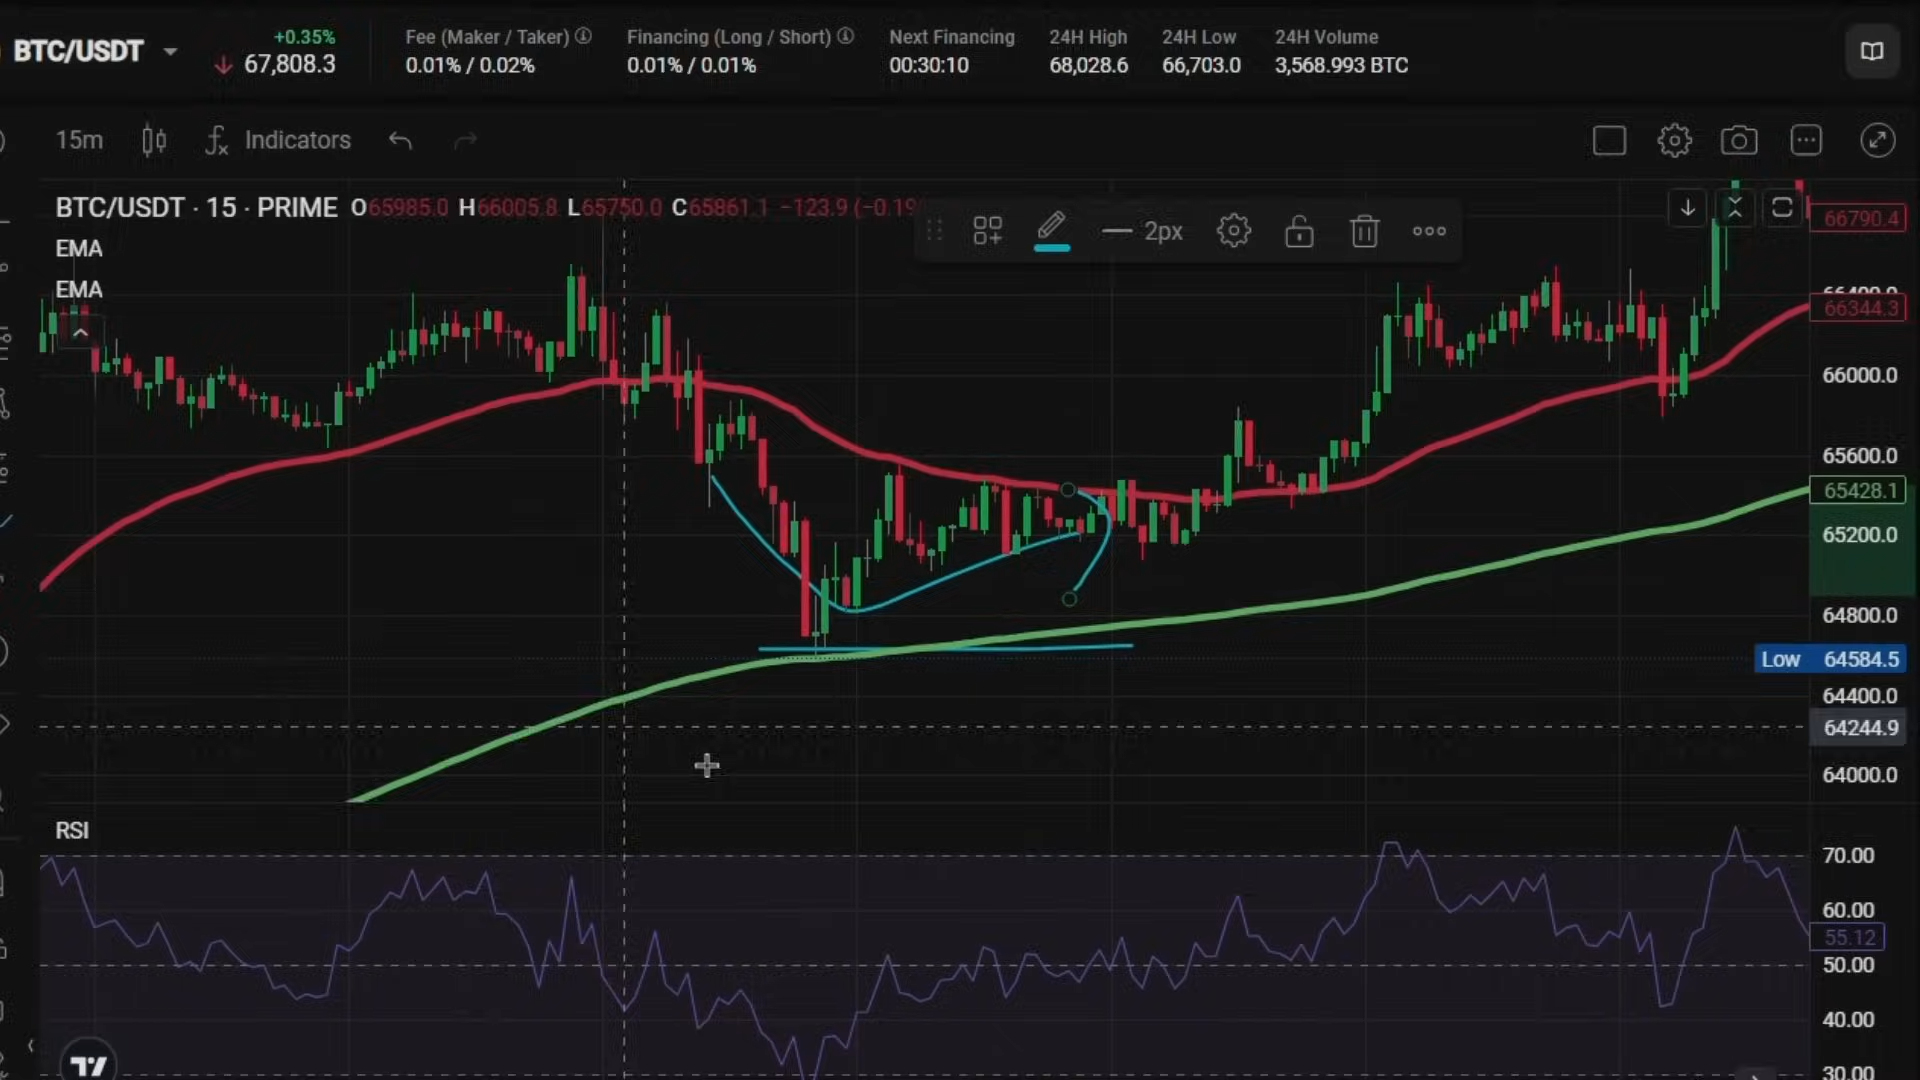 BTC/USDT
+0.35%
67,808.3
Fee (Maker / Taker)
0.01% / 0.02%
Financing (Long / Short)
0.01% / 0.01%
Next Financing
00:30:10
24H High
68,028.6
24H Low
66,703.0
24H Volume
3,568.993 BTC
15m
Indicators
BTC/USDT · 15 · PRIME O65985.0 H66005.8 L65750.0 C65861.1 −123.9 (−0.19
EMA
EMA
2px
66790.4
66400.0
66344.3
66000.0
65600.0
65428.1
65200.0
64800.0
Low 64584.5
64400.0
64244.9
64000.0
RSI
70.00
60.00
55.12
50.00
40.00
30.00